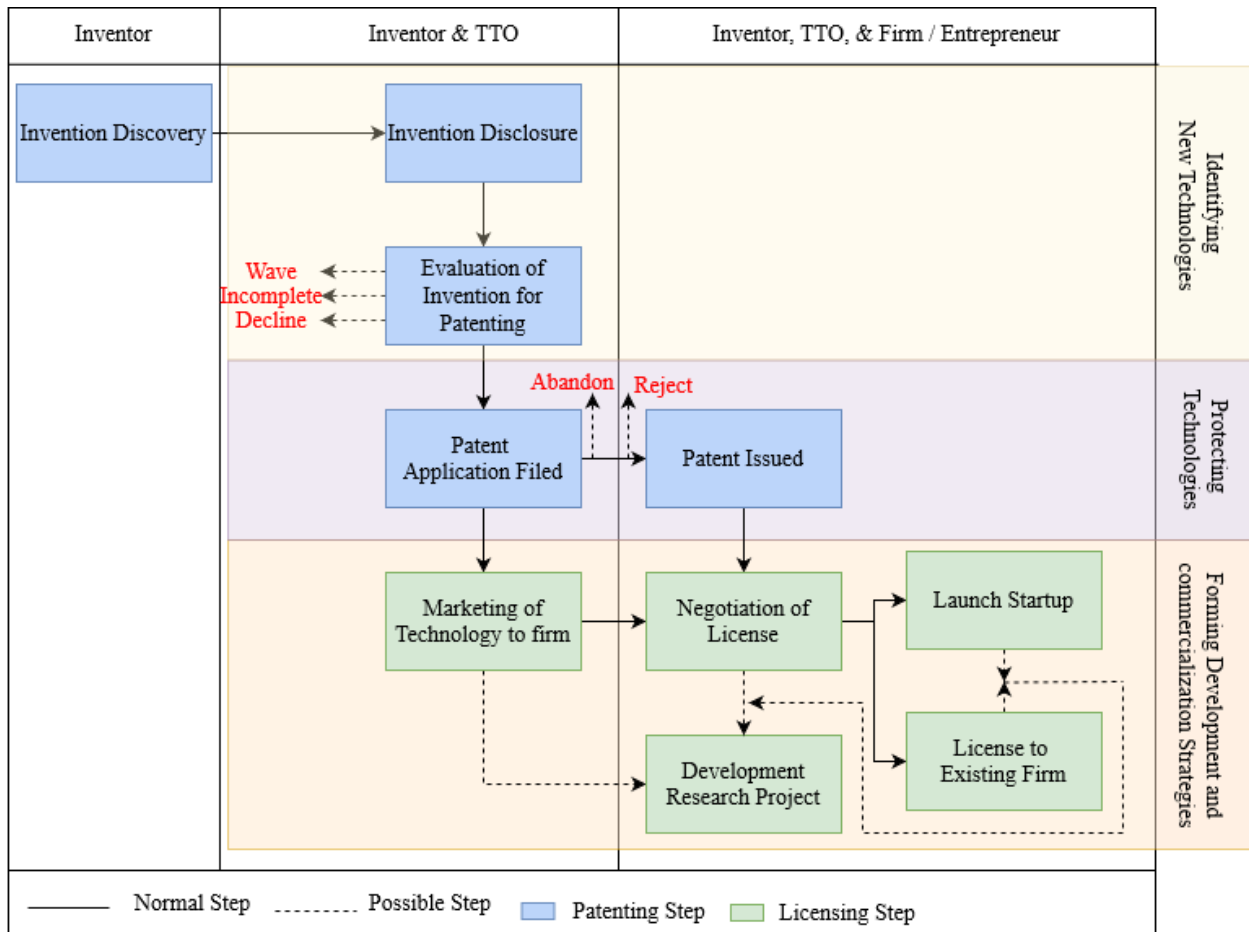 Inventor
Inventor & TTO
Inventor, TTO, & Firm / Entrepreneur
Invention Discovery
Invention Disclosure
Identifying
New Technologies
Evaluation of
Invention for
Patenting
Wave
Incomplete
Decline
Abandon
Reject
Patent
Application Filed
Patent Issued
Protecting
Technologies
Marketing of
Technology to firm
Negotiation of
License
Launch Startup
Development
Research Project
License to
Existing Firm
Forming Development and
commercialization Strategies
Normal Step
Possible Step
Patenting Step
Licensing Step